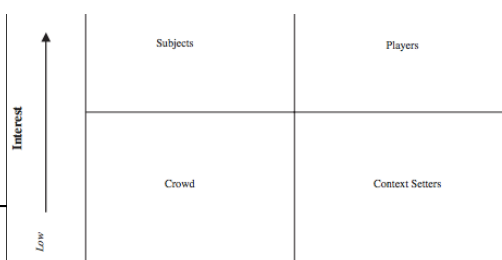 Subjects
Players
Interest
Crowd
Context Setters
Low